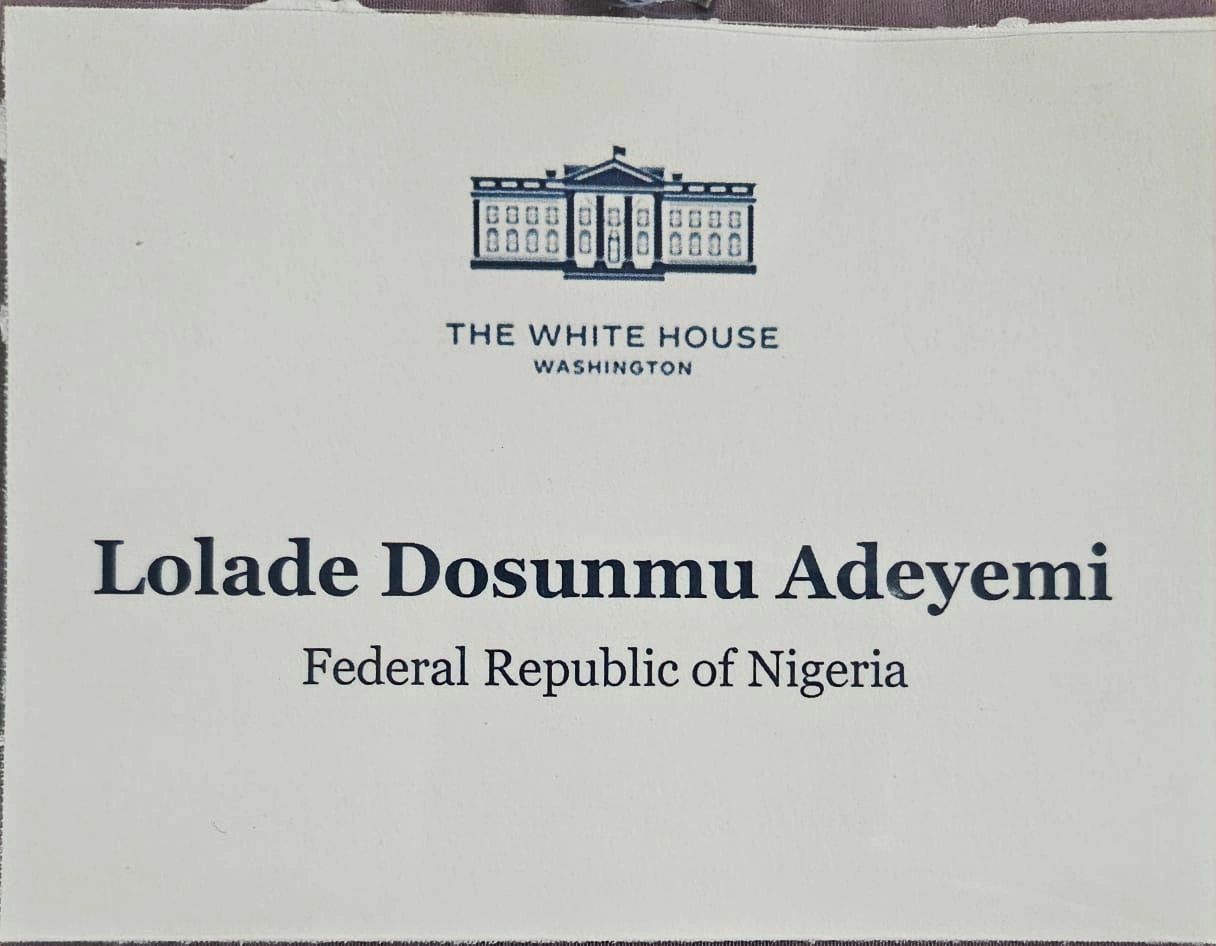 THE WHITE HOUSE
WASHINGTON
Lolade Dosunmu Adeyemi
Federal Republic of Nigeria